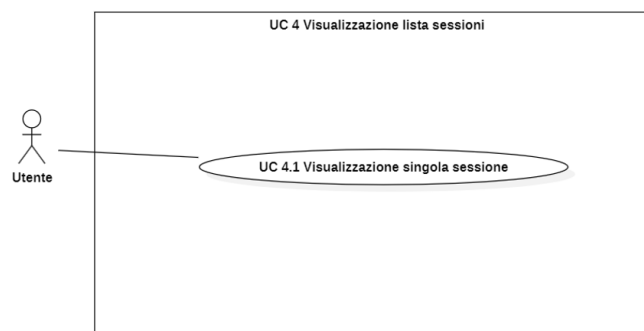 UC 4 Visualizzazione lista sessioni
UC 4.1 Visualizzazione singola sessione
Utente